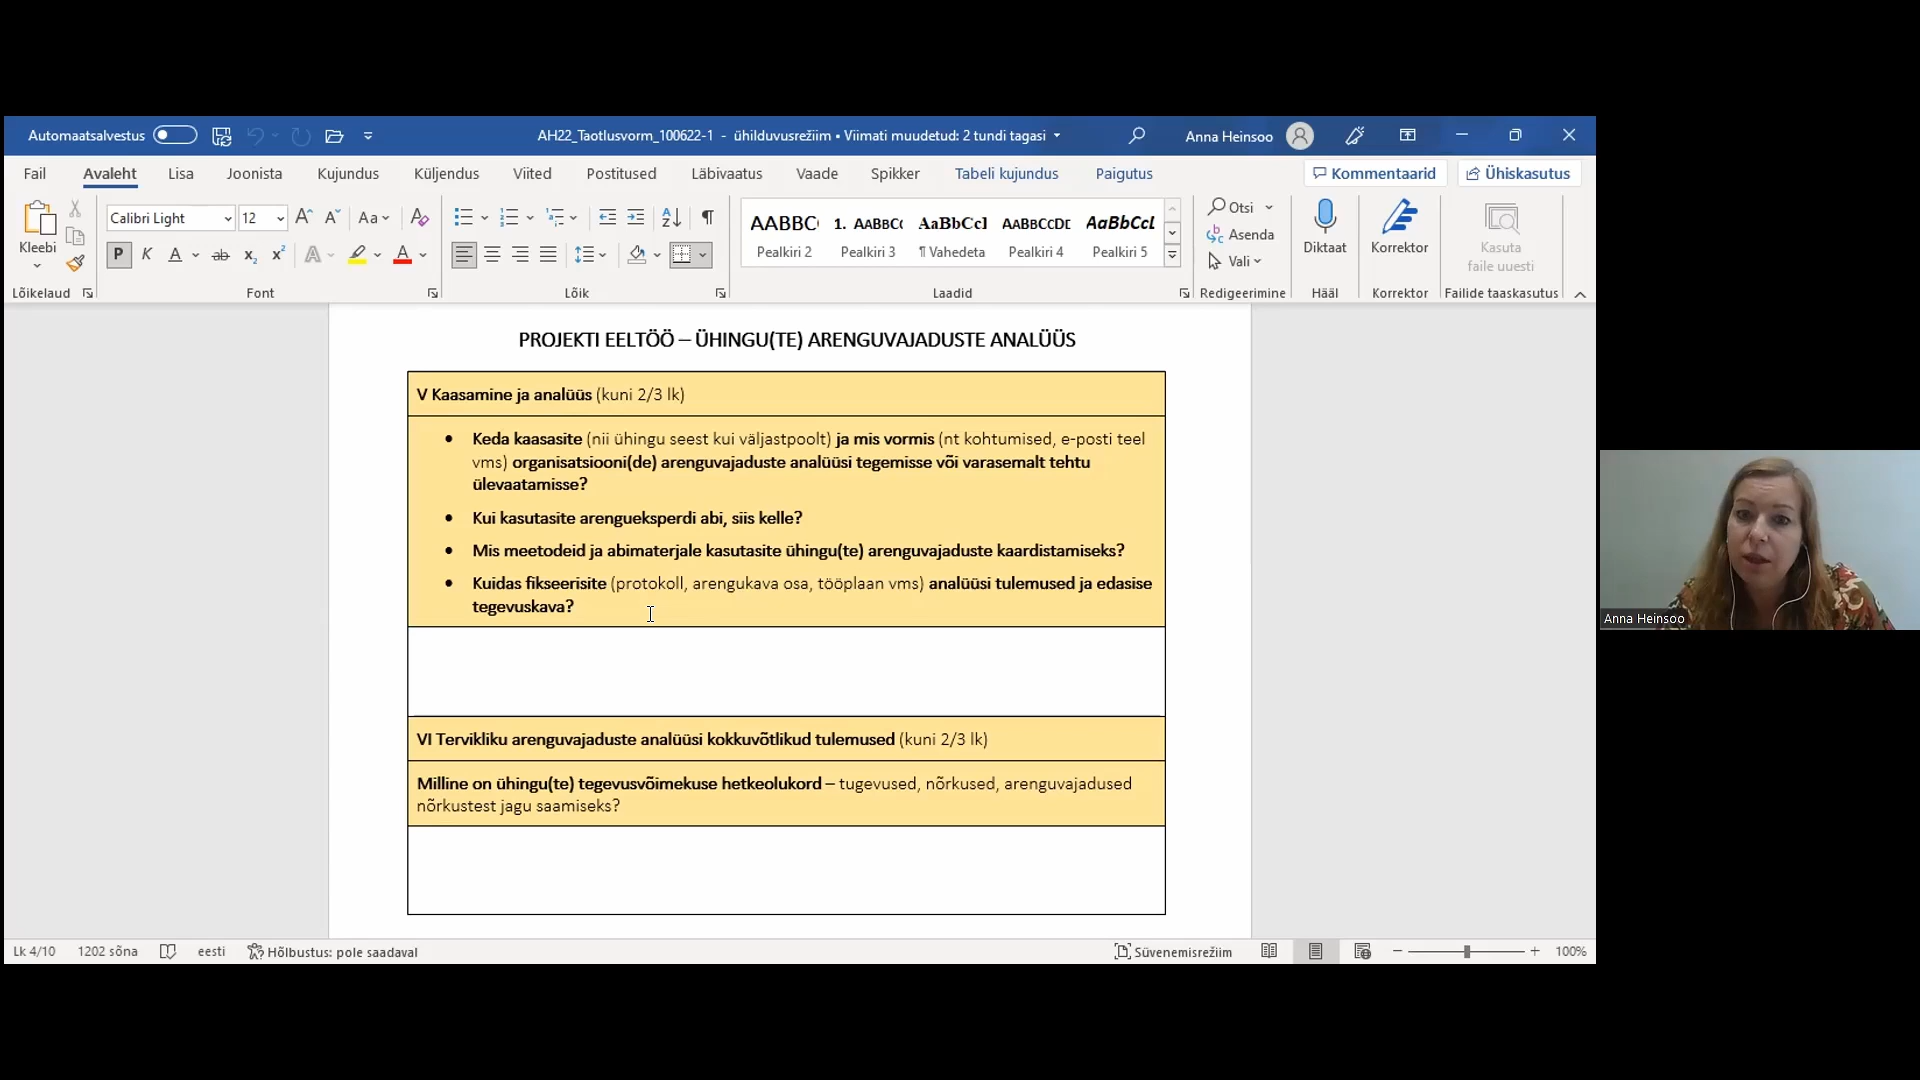 Automaatsalvestus
AH22_Taotlusvorm_100622-1 - ühilduvusrežiim • Viimati muudetud: 2 tundi tagasi
Anna Heinsoo
Fail Avaleht Lisa Joonista Kujundus Küljendus Viited Postitused Läbivaatus Vaade Spikker Tabeli kujundus Paigutus
Kommentaarid Ühiskasutus
Kleebi
Lõikelaud
Calibri Light 12
Font
Lõik
AABBC 1. AABBC AaBbCcI AABBCCDE AaBbCcL
Pealkiri 2 Pealkiri 3 ¶ Vahedeta Pealkiri 4 Pealkiri 5
Laadid
Otsi
Asenda
Vali
Redigeerimine
Diktaat
Hääl
Korrektor
Korrektor
Kasuta
faile uuesti
Failide taaskasutus
PROJEKTI EELTÖÖ – ÜHINGU(TE) ARENGUVAJADUSTE ANALÜÜS
V Kaasamine ja analüüs (kuni 2/3 lk)
• Keda kaasasite (nii ühingu seest kui väljastpoolt) ja mis vormis (nt kohtumised, e-posti teel
vms) organisatsiooni(de) arenguvajaduste analüüsi tegemisse või varasemalt tehtu
ülevaatamisse?
• Kui kasutasite arengueksperdi abi, siis kelle?
• Mis meetodeid ja abimaterjale kasutasite ühingu(te) arenguvajaduste kaardistamiseks?
• Kuidas fikseerisite (protokoll, arengukava osa, tööplaan vms) analüüsi tulemused ja edasise
tegevuskava?
VI Tervikliku arenguvajaduste analüüsi kokkuvõtlikud tulemused (kuni 2/3 lk)
Milline on ühingu(te) tegevusvõimekuse hetkeolukord – tugevused, nõrkused, arenguvajadused
nõrkustest jagu saamiseks?
Anna Heinsoo
Lk 4/10 1202 sõna eesti Hõlbustus: pole saadaval
Süvenemisrežiim 100%